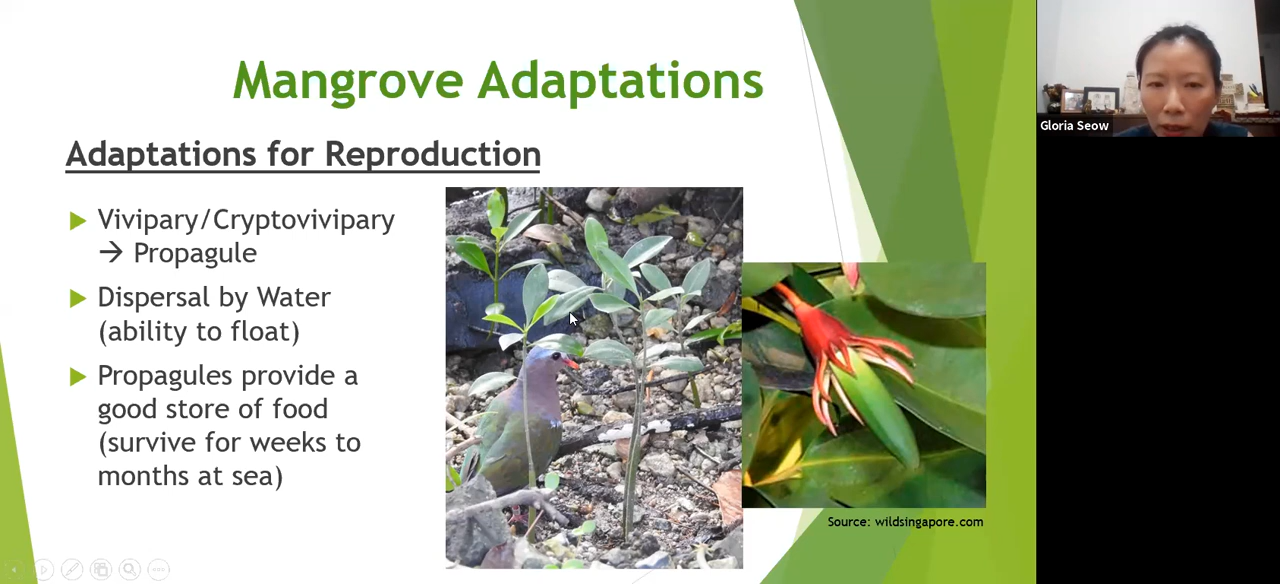 Mangrove Adaptations
Adaptations for Reproduction
Vivipary/Cryptovivipary
→ Propagule
Dispersal by Water
(ability to float)
Propagules provide a
good store of food
(survive for weeks to
months at sea)
Source: wildsingapore.com
Gloria Seow